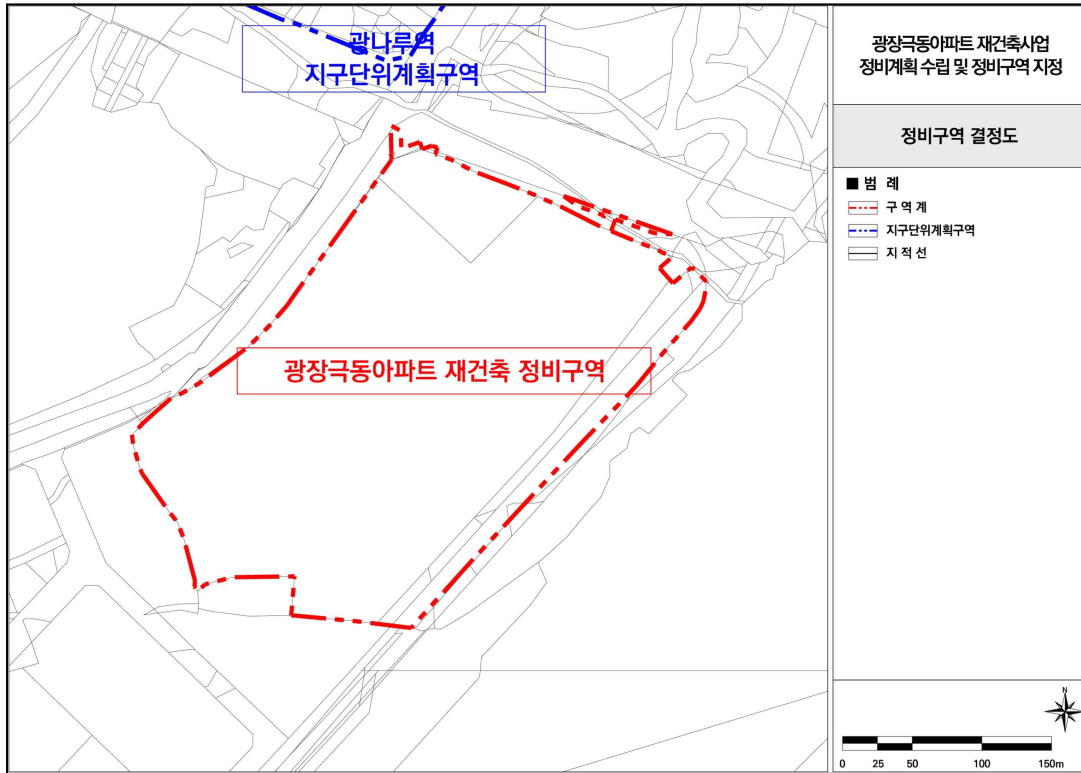 광나루역
지구단위계획구역
광장극동아파트 재건축 정비구역
광장극동아파트 재건축사업
정비계획 수립 및 정비구역 지정
정비구역 결정도
■ 범 례
구 역 계
지구단위계획구역
지 적 선
N
0 25 50 100 150m